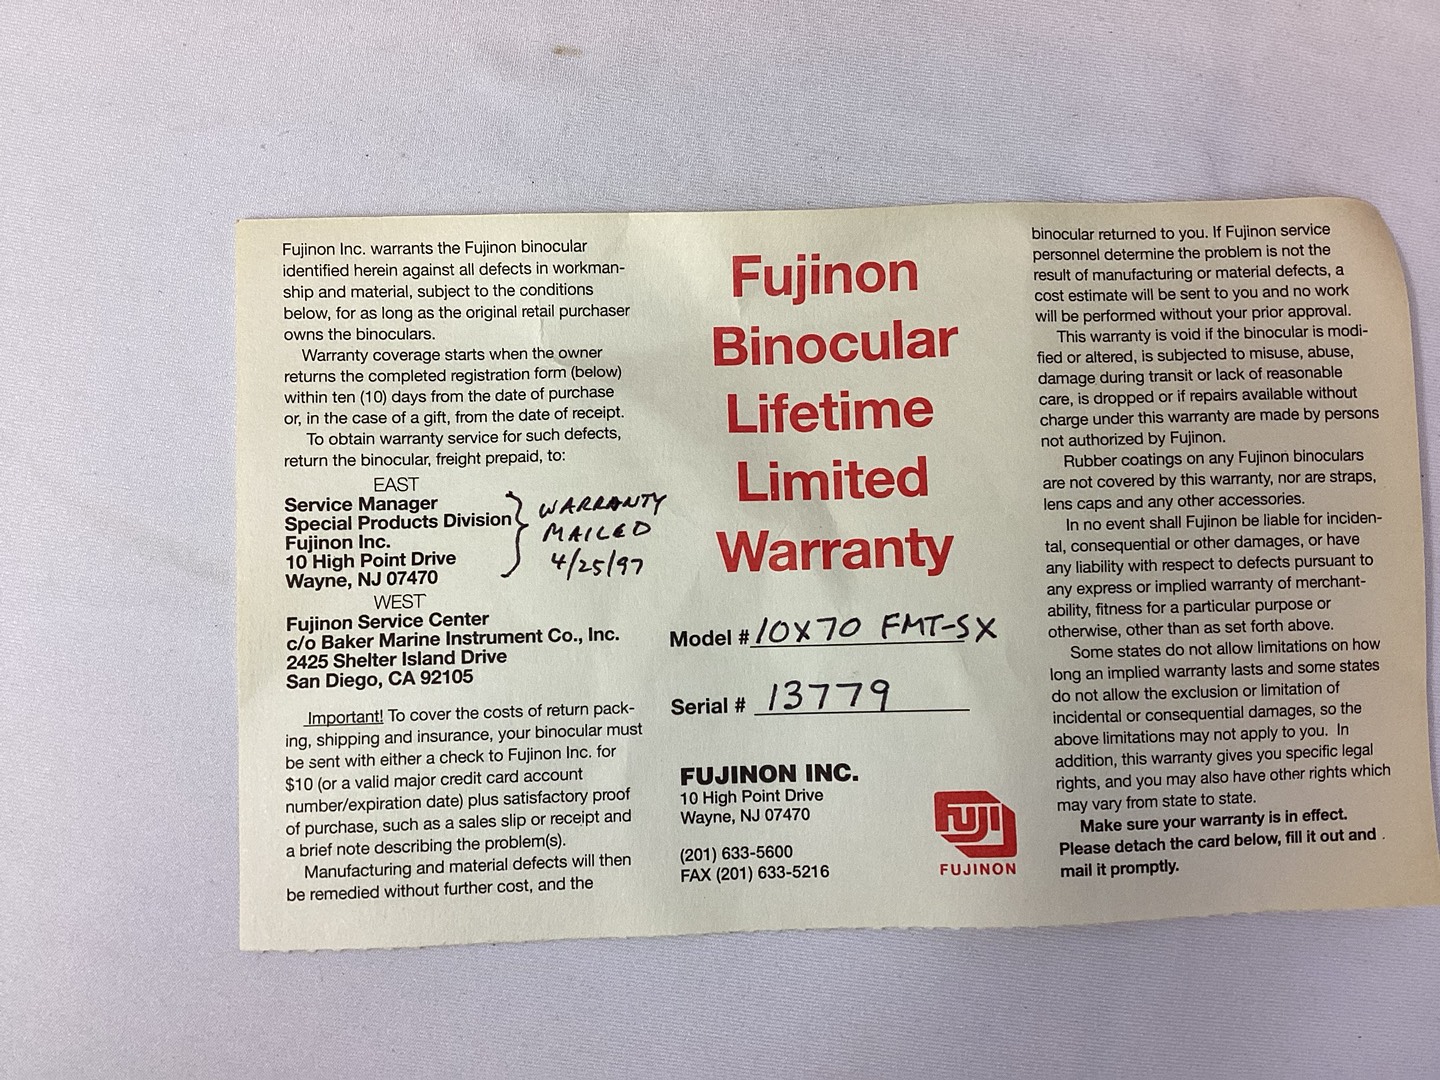 Fujinon Inc. warrants the Fujinon binocular
identified herein against all defects in workman-
ship and material, subject to the conditions
below, for as long as the original retail purchaser
owns the binoculars.
Warranty coverage starts when the owner
returns the completed registration form (below)
within ten (10) days from the date of purchase
or, in the case of a gift, from the date of receipt.
To obtain warranty service for such defects,
return the binocular, freight prepaid, to:
EAST
Service Manager
Special Products Division
Fujinon Inc.
10 High Point Drive
Wayne, NJ 07470
WARRANTY
MAILED
4/25/97
WEST
Fujinon Service Center
c/o Baker Marine Instrument Co., Inc.
2425 Shelter Island Drive
San Diego, CA 92105
Important! To cover the costs of return pack-
ing, shipping and insurance, your binocular must
be sent with either a check to Fujinon Inc. for
$10 (or a valid major credit card account
number/expiration date) plus satisfactory proof
of purchase, such as a sales slip or receipt and
a brief note describing the problem(s).
Manufacturing and material defects will then
be remedied without further cost, and the
Fujinon
Binocular
Lifetime
Limited
Warranty
Model # 10X70 FMT-SX
Serial # 13779
FUJINON INC.
10 High Point Drive
Wayne, NJ 07470
(201) 633-5600
FAX (201) 633-5216
FUJI
FUJINON
binocular returned to you. If Fujinon service
personnel determine the problem is not the
result of manufacturing or material defects, a
cost estimate will be sent to you and no work
will be performed without your prior approval.
This warranty is void if the binocular is modi-
fied or altered, is subjected to misuse, abuse,
damage during transit or lack of reasonable
care, is dropped or if repairs available without
charge under this warranty are made by persons
not authorized by Fujinon.
Rubber coatings on any Fujinon binoculars
are not covered by this warranty, nor are straps,
lens caps and any other accessories.
In no event shall Fujinon be liable for inciden-
tal, consequential or other damages, or have
any liability with respect to defects pursuant to
any express or implied warranty of merchant-
ability, fitness for a particular purpose or
otherwise, other than as set forth above.
Some states do not allow limitations on how
long an implied warranty lasts and some states
do not allow the exclusion or limitation of
incidental or consequential damages, so the
above limitations may not apply to you. In
addition, this warranty gives you specific legal
rights, and you may also have other rights which
may vary from state to state.
Make sure your warranty is in effect.
Please detach the card below, fill it out and
mail it promptly.